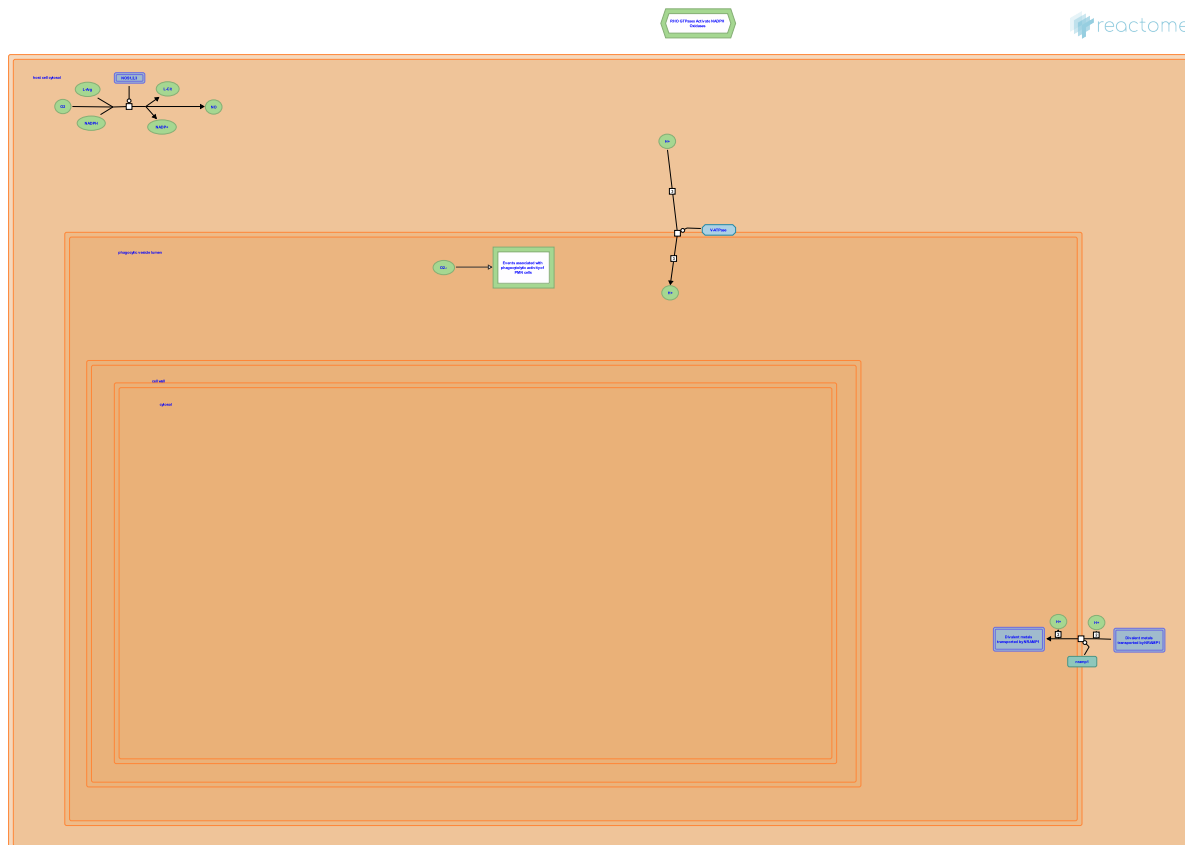 RHO GTPases Activate NADPH
Oxidases
reactome
host cell cytosol
NOS1,2,3
L-Arg
L-Cit
O2
NO
NADPH
NADP+
H+
V-ATPase
phagocytic vesicle lumen
O2.-
Events associated with
phagocytolytic activity of
PMN cells
H+
cell wall
cytosol
H+
H+
Divalent metals
transported by NRAMP1
Divalent metals
transported by NRAMP1
nramp1